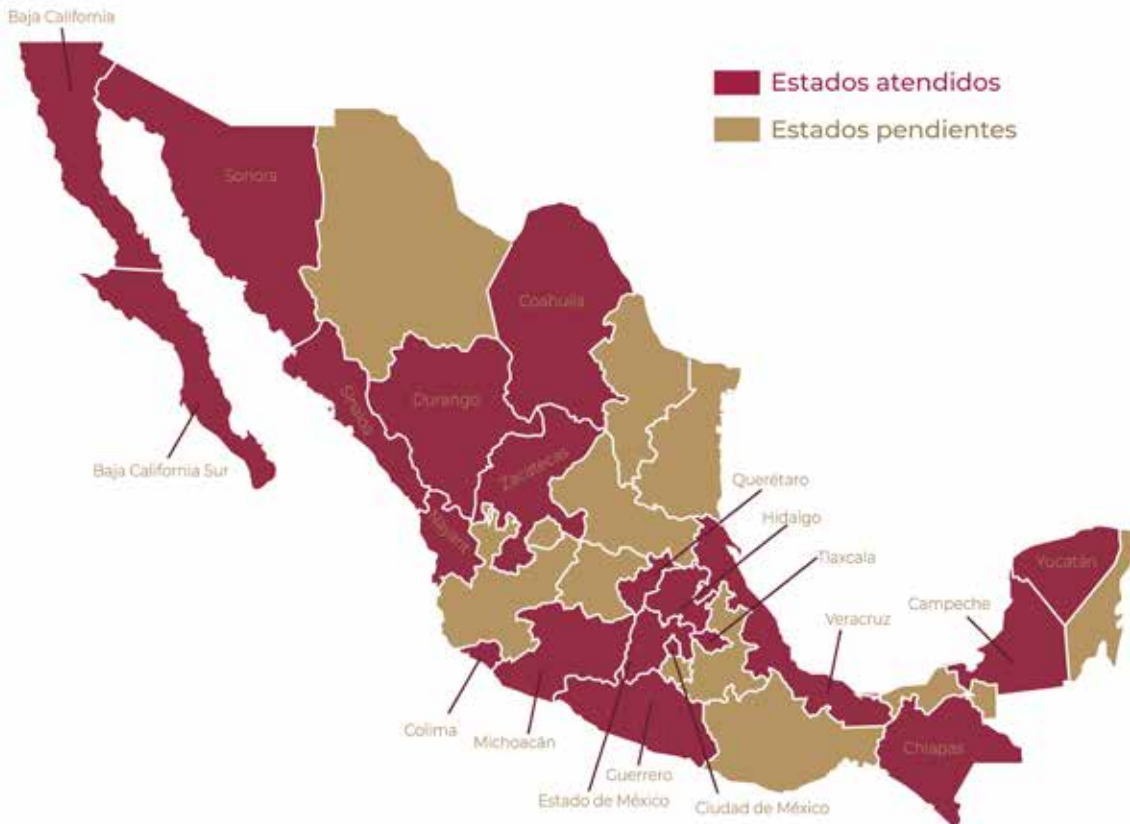 Baja California
Estados atendidos
Estados pendientes
Sonora
Coahuila
Sinaloa
Durango
Baja California Sur
Zacatecas
Querétaro
Nayarit
Hidalgo
Tlaxcala
Yocatán
Campeche
Veracruz
Colima
Michoacán
Chiapas
Guerrero
Estado de México
Ciudad de México